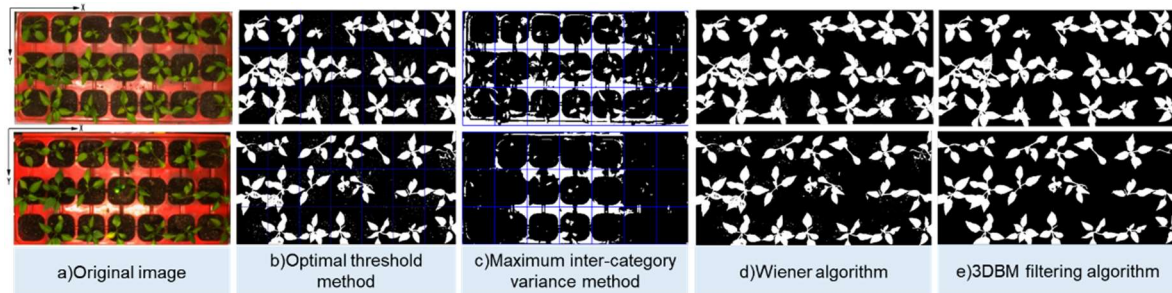 X
Y
X
Y
a)Original image
b)Optimal threshold
method
c)Maximum inter-category
variance method
d)Wiener algorithm
e)3DBM filtering algorithm